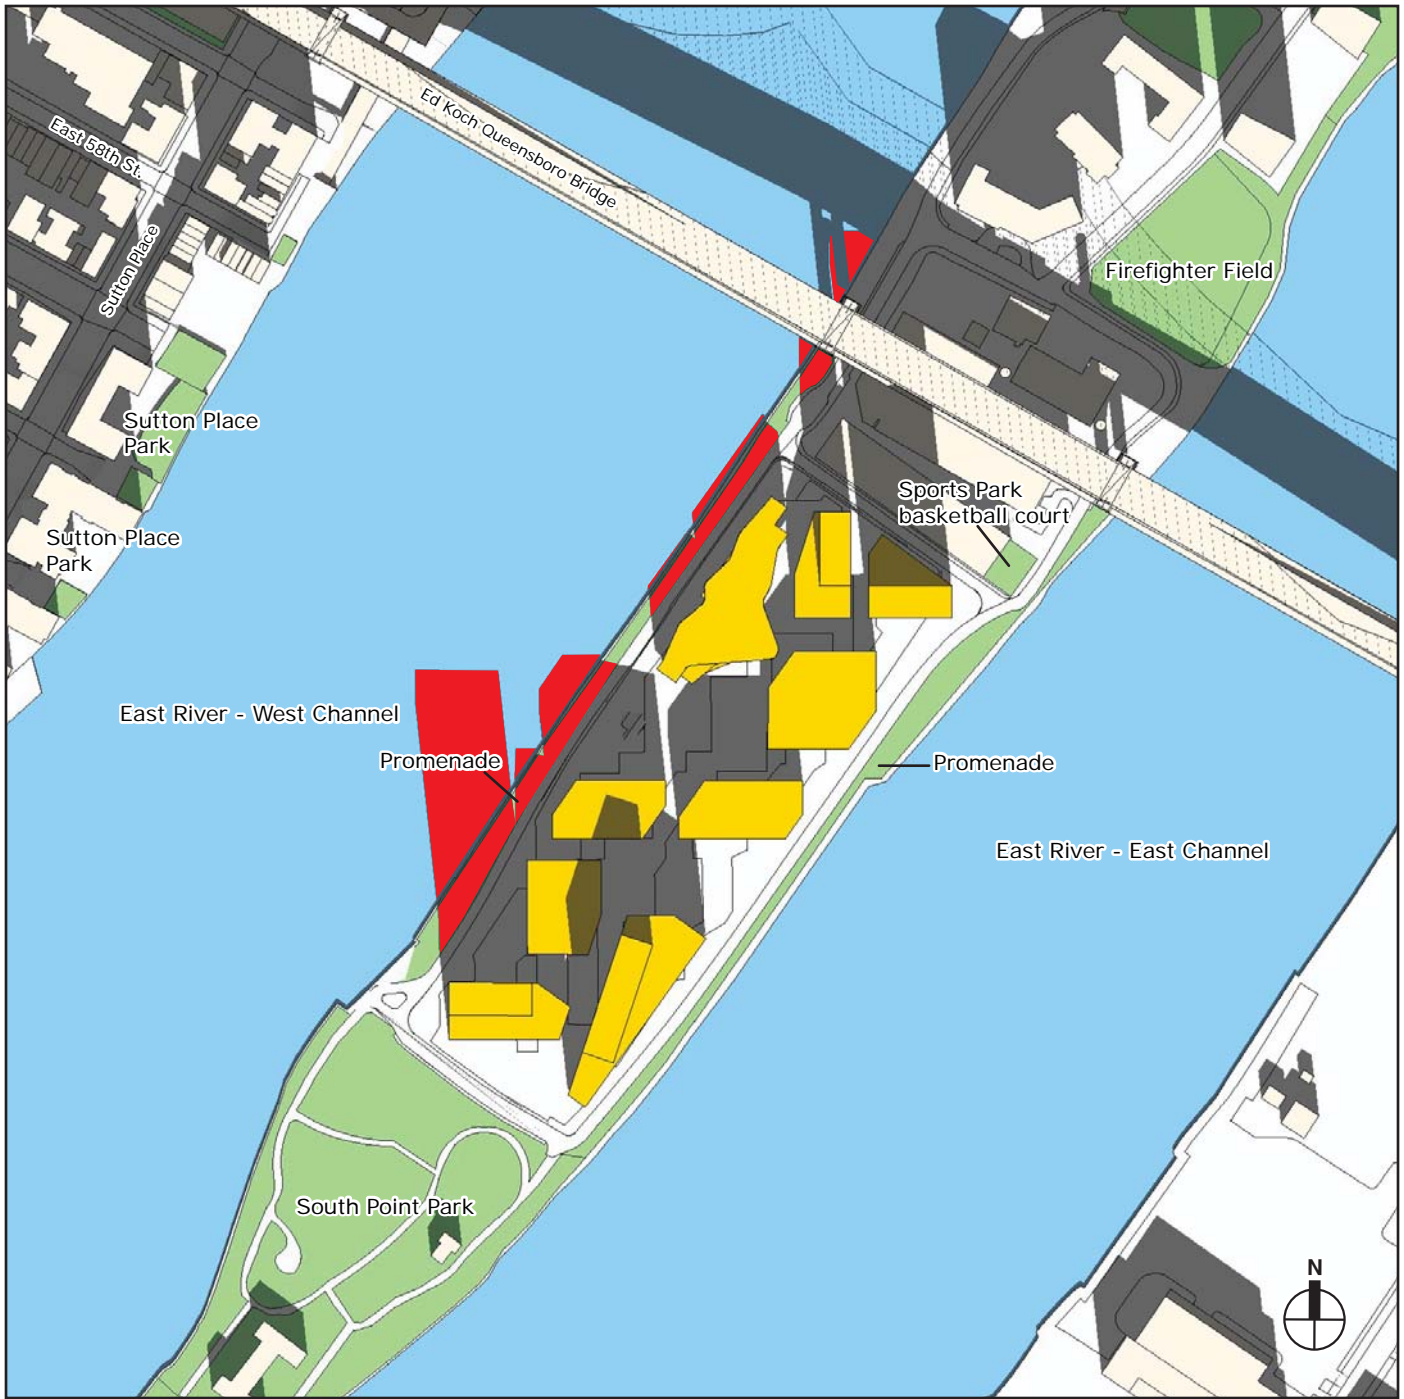 Ed Koch Queensboro Bridge
East 58th St.
Sutton Place
Firefighter Field
Sutton Place
Park
Sports Park
basketball court
Sutton Place
Park
East River - West Channel
Promenade
Promenade
East River - East Channel
South Point Park
N